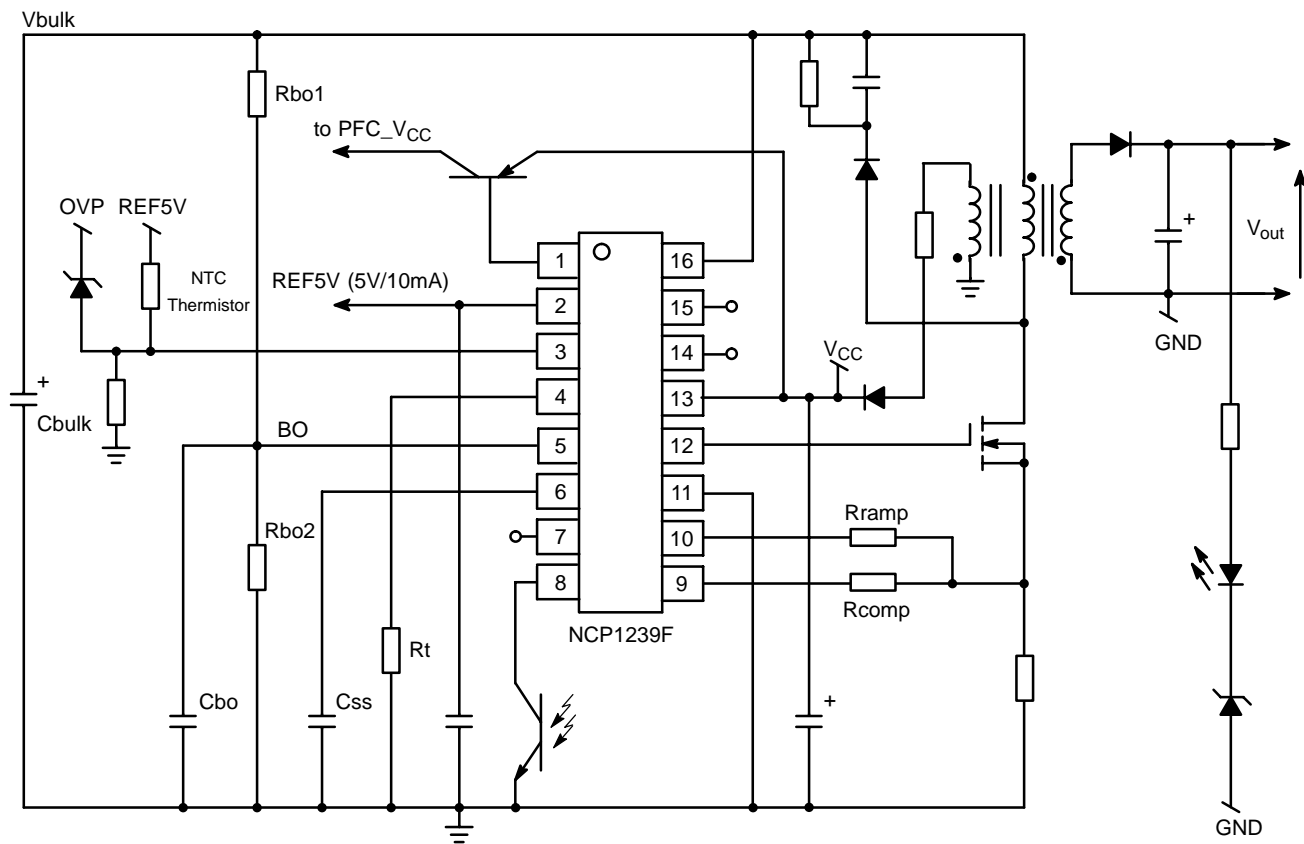 Vbulk
Rbo1
to PFC_VCC
OVP
REF5V
NTC
Thermistor
REF5V (5V/10mA)
1
16
2
15
3
14
4
13
5
12
6
11
7
10
8
9
VCC
+
Vout
GND
+
Cbulk
BO
Rramp
Rbo2
Rcomp
NCP1239F
Rt
Cbo
Css
+
GND